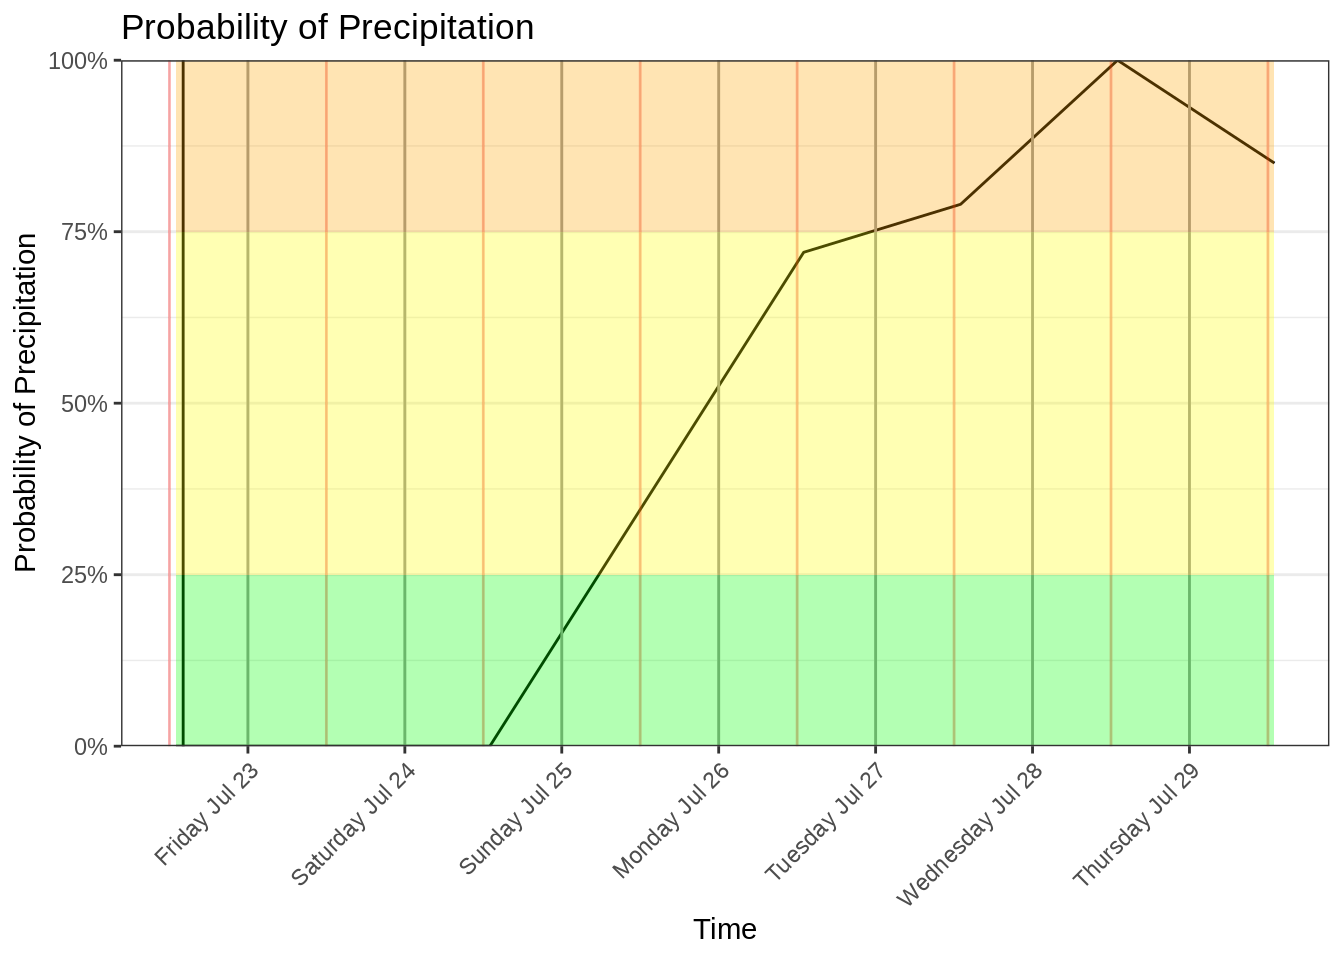 Probability of Precipitation
Probability of Precipitation
100%
75%
50%
25%
0%
Friday Jul 23
Saturday Jul 24
Sunday Jul 25
Monday Jul 26
Tuesday Jul 27
Wednesday Jul 28
Thursday Jul 29
Time